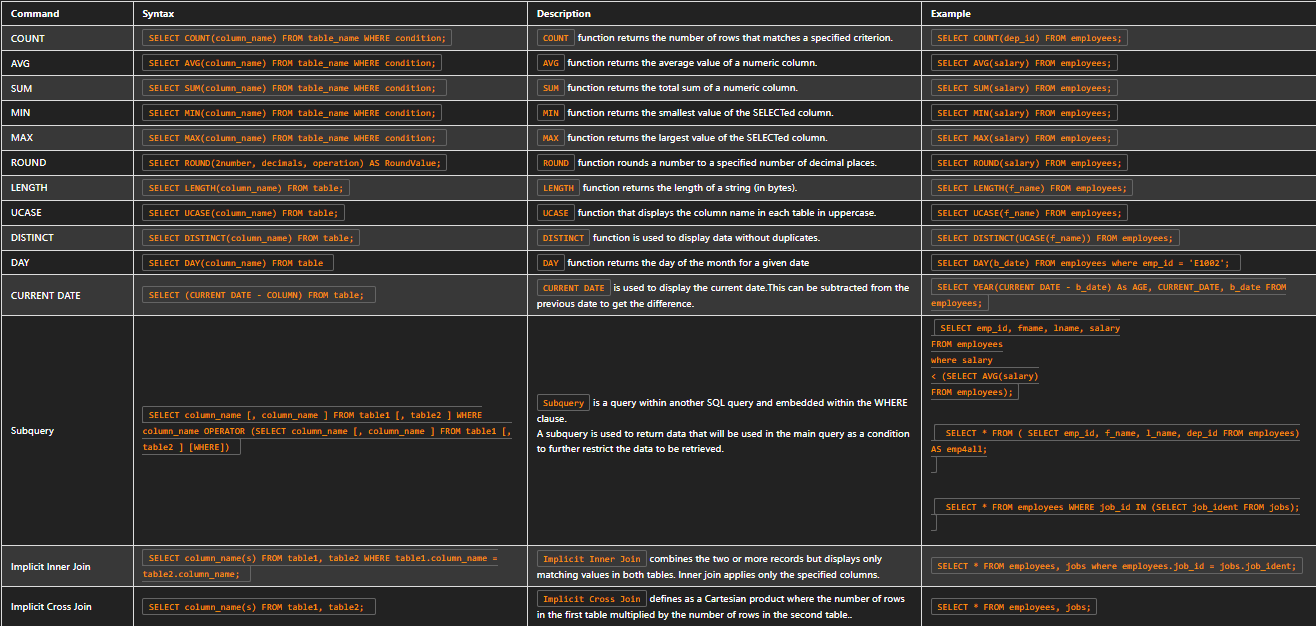 Command Syntax Description Example
COUNT SELECT COUNT(column_name) FROM table_name WHERE condition; COUNT function returns the number of rows that matches a specified criterion. SELECT COUNT(dep_id) FROM employees;
AVG SELECT AVG(column_name) FROM table_name WHERE condition; AVG function returns the average value of a numeric column. SELECT AVG(salary) FROM employees;
SUM SELECT SUM(column_name) FROM table_name WHERE condition; SUM function returns the total sum of a numeric column. SELECT SUM(salary) FROM employees;
MIN SELECT MIN(column_name) FROM table_name WHERE condition; MIN function returns the smallest value of the SELECTed column. SELECT MIN(salary) FROM employees;
MAX SELECT MAX(column_name) FROM table_name WHERE condition; MAX function returns the largest value of the SELECTed column. SELECT MAX(salary) FROM employees;
ROUND SELECT ROUND(2number, decimals, operation) AS RoundValue; ROUND function rounds a number to a specified number of decimal places. SELECT ROUND(salary) FROM employees;
LENGTH SELECT LENGTH(column_name) FROM table; LENGTH function returns the length of a string (in bytes). SELECT LENGTH(f_name) FROM employees;
UCASE SELECT UCASE(column_name) FROM table; UCASE function that displays the column name in each table in uppercase. SELECT UCASE(f_name) FROM employees;
DISTINCT SELECT DISTINCT(column_name) FROM table; DISTINCT function is used to display data without duplicates. SELECT DISTINCT(UCASE(f_name)) FROM employees;
DAY SELECT DAY(column_name) FROM table DAY function returns the day of the month for a given date SELECT DAY(b_date) FROM employees where emp_id = 'E1002';
CURRENT DATE SELECT (CURRENT DATE - COLUMN) FROM table; CURRENT DATE is used to display the current date.This can be subtracted from the
previous date to get the difference.
SELECT YEAR(CURRENT DATE - b_date) As AGE, CURRENT_DATE, b_date FROM
employees;
Subquery
SELECT column_name [, column_name ] FROM table1 [, table2 ] WHERE
column_name OPERATOR (SELECT column_name [, column_name ] FROM table1 [,
table2 ] [WHERE])
Subquery is a query within another SQL query and embedded within the WHERE
clause.
A subquery is used to return data that will be used in the main query as a condition
to further restrict the data to be retrieved.
SELECT emp_id, fmame, lname, salary
FROM employees
where salary
< (SELECT AVG(salary)
FROM employees);
SELECT * FROM ( SELECT emp_id, f_name, l_name, dep_id FROM employees)
AS emp4all;
SELECT * FROM employees WHERE job_id IN (SELECT job_ident FROM jobs);
Implicit Inner Join
SELECT column_name(s) FROM table1, table2 WHERE table1.column_name =
table2.column_name;
Implicit Inner Join combines the two or more records but displays only
matching values in both tables. Inner join applies only the specified columns.
SELECT * FROM employees, jobs where employees.job_id = jobs.job_ident;
Implicit Cross Join
SELECT column_name(s) FROM table1, table2;
Implicit Cross Join defines as a Cartesian product where the number of rows
in the first table multiplied by the number of rows in the second table..
SELECT * FROM employees, jobs;